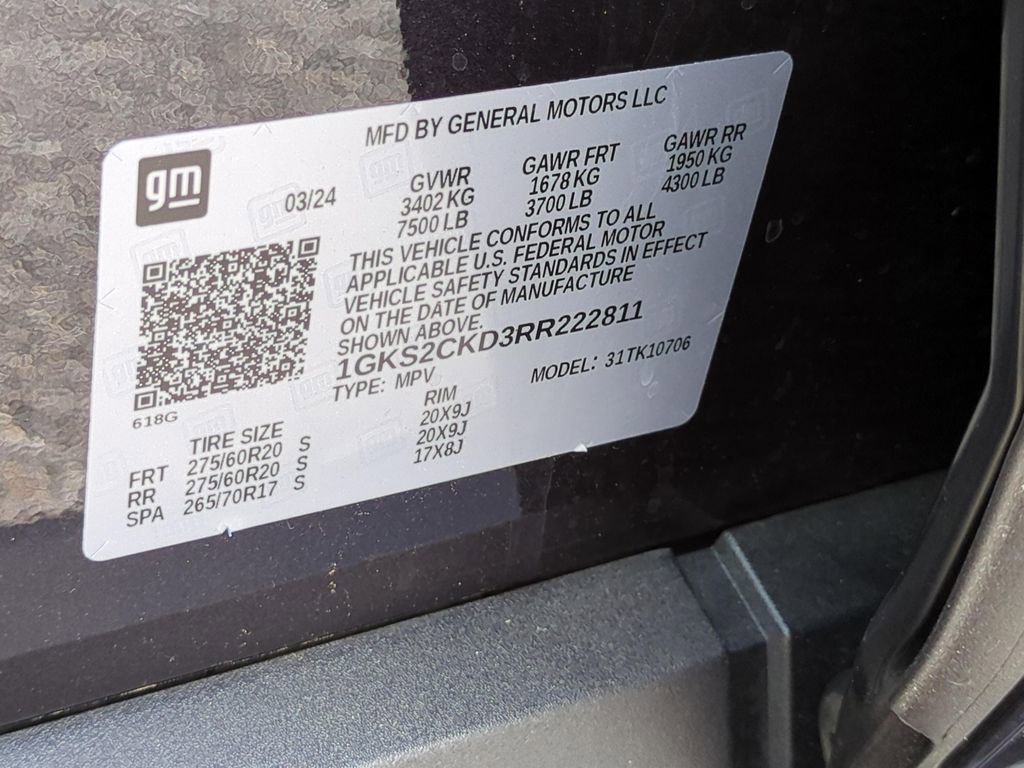 MFD BY GENERAL MOTORS LLC
gm
03/24
GVWR
3402 KG
7500 LB
GAWR FRT
1678 KG
3700 LB
GAWR RR
1950 KG
4300 LB
THIS VEHICLE CONFORMS TO ALL
APPLICABLE U.S. FEDERAL MOTOR
VEHICLE SAFETY STANDARDS IN EFFECT
ON THE DATE OF MANUFACTURE
SHOWN ABOVE.
1GKS2CKD3RR222811
TYPE: MPV
MODEL: 31TK10706
618G
TIRE SIZE RIM
FRT 275/60R20 S 20X9J
RR 275/60R20 S 20X9J
SPA 265/70R17 S 17X8J